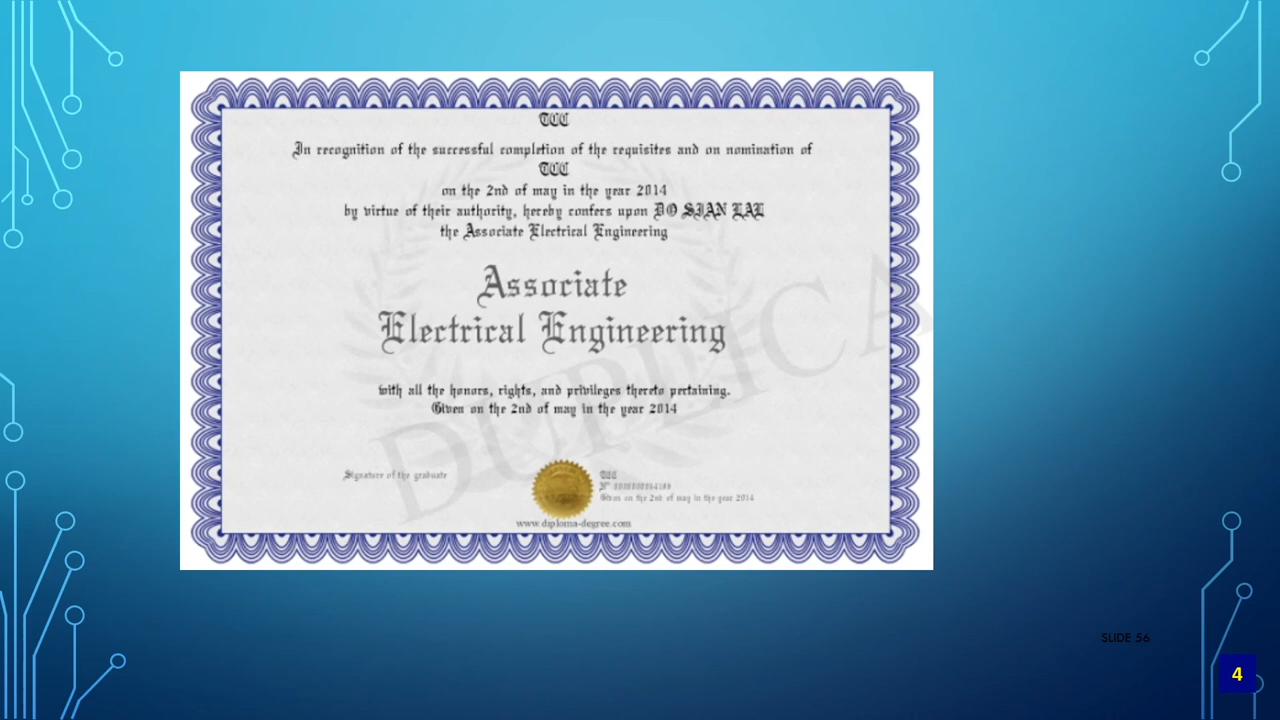 TCC
In recognition of the successful completion of the requisites and on nomination of
TCC
on the 2nd of may in the year 2014
by virtue of their authority, hereby confers upon DO SIAN LAL
the Associate Electrical Engineering
Associate
Electrical Engineering
with all the honors, rights, and privileges thereto pertaining.
Given on the 2nd of may in the year 2014
DUPLICA
Signature of the graduate
TCC
Given on the 2nd of may in the year 2014
www.diploma-degree.com
SLIDE 56
4